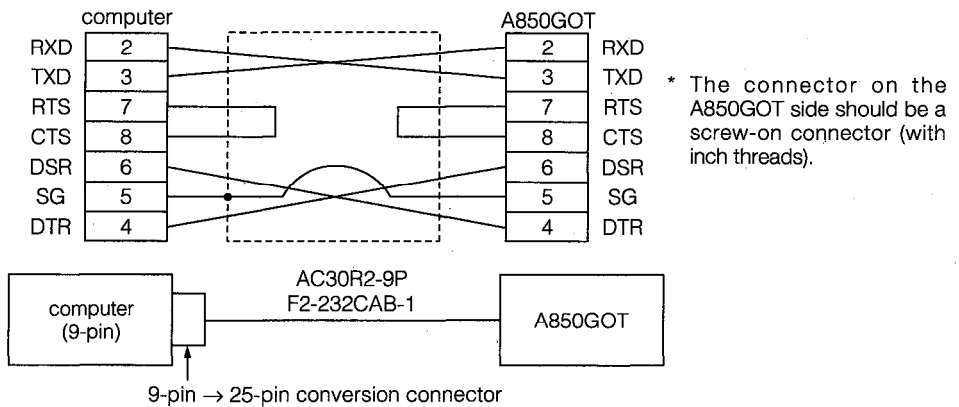 computer A850GOT
RXD 2 2 RXD
TXD 3 3 TXD
RTS 7 7 RTS
CTS 8 8 CTS
DSR 6 6 DSR
SG 5 5 SG
DTR 4 4 DTR
* The connector on the
A850GOT side should be a
screw-on connector (with
inch threads).
computer
(9-pin)
AC30R2-9P
F2-232CAB-1
A850GOT
9-pin → 25-pin conversion connector